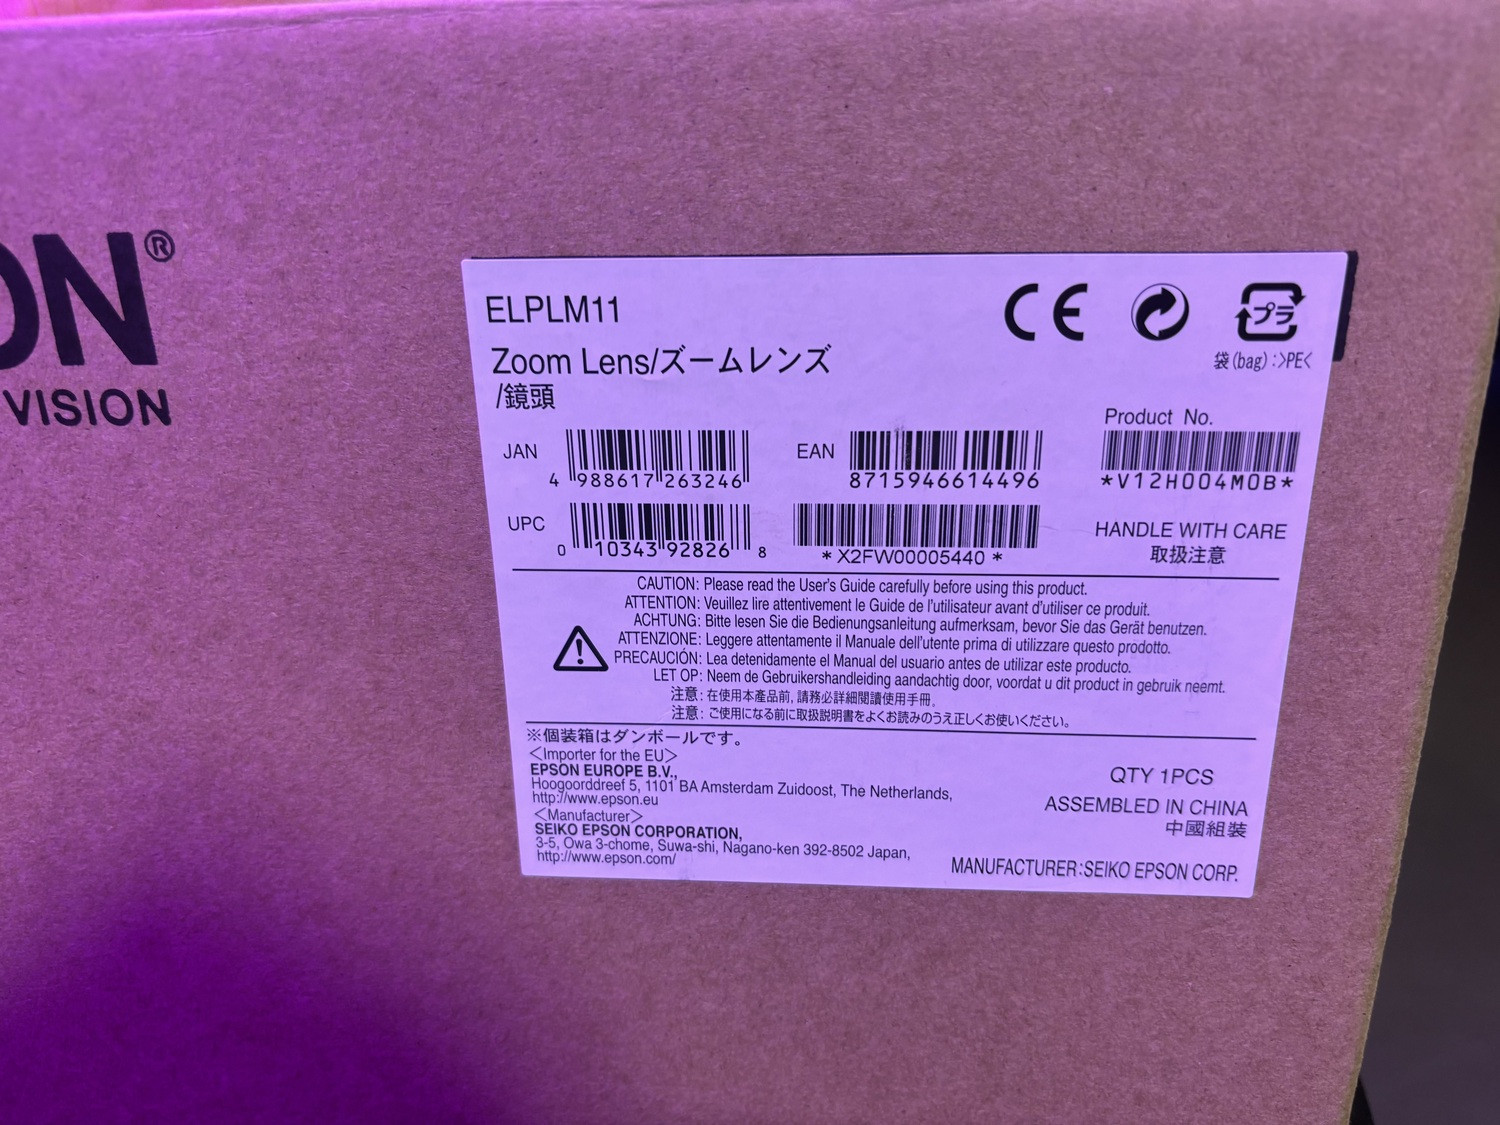 ON®
VISION
ELPLM11
Zoom Lens/ズームレンズ
/鏡頭
CE
プラ
袋(bag):>PE<
JAN
4 988617 263246
EAN
8715946614496
Product No.
*V12H004M0B*
UPC
0 10343 92826 8
*X2FW00005440*
HANDLE WITH CARE
取扱注意
CAUTION: Please read the User's Guide carefully before using this product.
ATTENTION: Veuillez lire attentivement le Guide de l'utilisateur avant d'utiliser ce produit.
ACHTUNG: Bitte lesen Sie die Bedienungsanleitung aufmerksam, bevor Sie das Gerät benutzen.
ATTENZIONE: Leggere attentamente il Manuale dell'utente prima di utilizzare questo prodotto.
PRECAUCIÓN: Lea detenidamente el Manual del usuario antes de utilizar este producto.
LET OP: Neem de Gebruikershandleiding aandachtig door, voordat u dit product in gebruik neemt.
注意: 在使用本產品前, 請務必詳細閱讀使用手冊.
注意: ご使用になる前に取扱説明書をよくお読みのうえ正しくお使いください。
※個装箱はダンボールです。
<Importer for the EU>
EPSON EUROPE B.V.,
Hoogoorddreef 5, 1101 BA Amsterdam Zuidoost, The Netherlands,
http://www.epson.eu
<Manufacturer>
SEIKO EPSON CORPORATION,
3-5, Owa 3-chome, Suwa-shi, Nagano-ken 392-8502 Japan,
http://www.epson.com/
QTY 1PCS
ASSEMBLED IN CHINA
中國組裝
MANUFACTURER:SEIKO EPSON CORP.